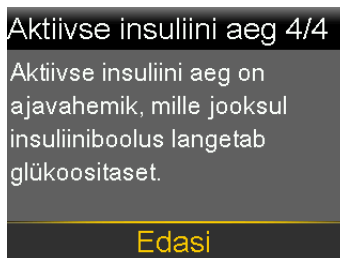 Aktiivse insuliini aeg 4/4
Aktiivse insuliini aeg on
ajavahemik, mille jooksul
insuliiniboolus langetab
glükoositaset.
Edasi